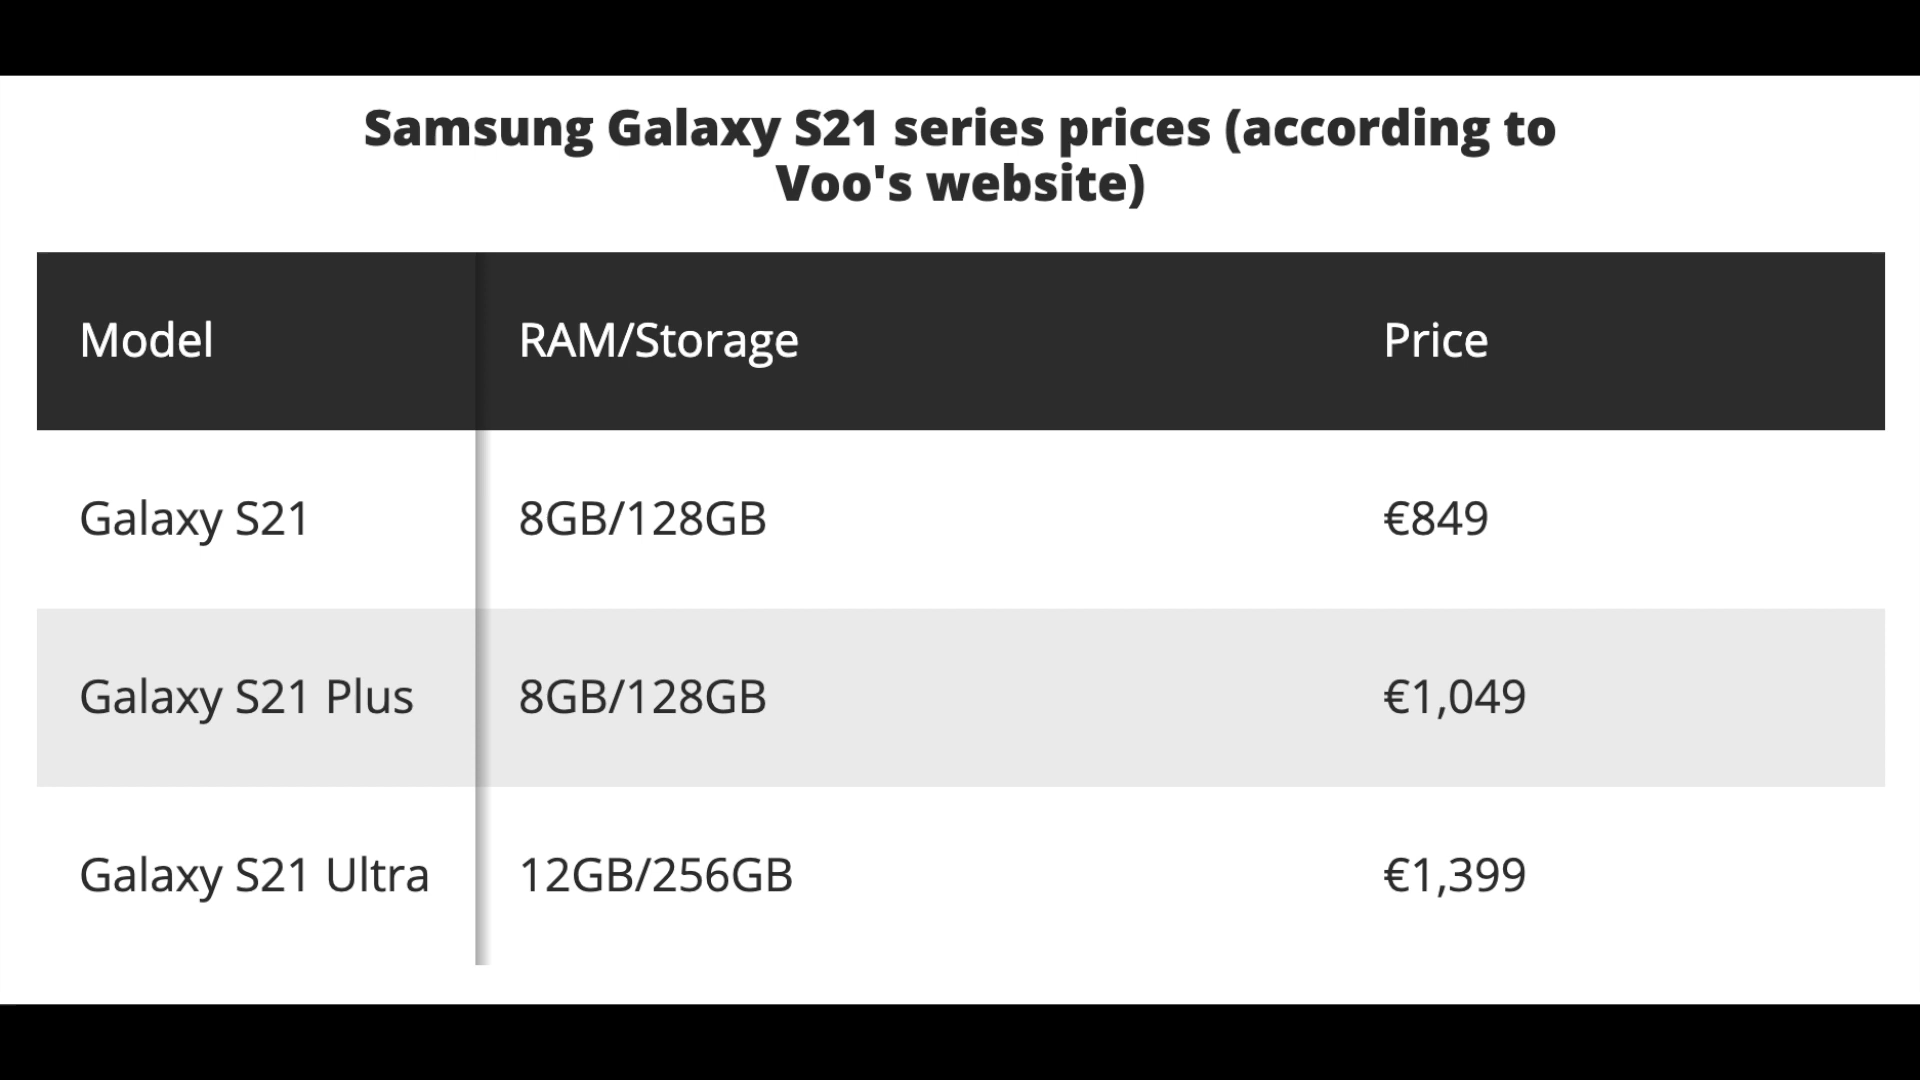 Samsung Galaxy S21 series prices (according to
Voo's website)
Model RAM/Storage Price
Galaxy S21 8GB/128GB €849
Galaxy S21 Plus 8GB/128GB €1,049
Galaxy S21 Ultra 12GB/256GB €1,399